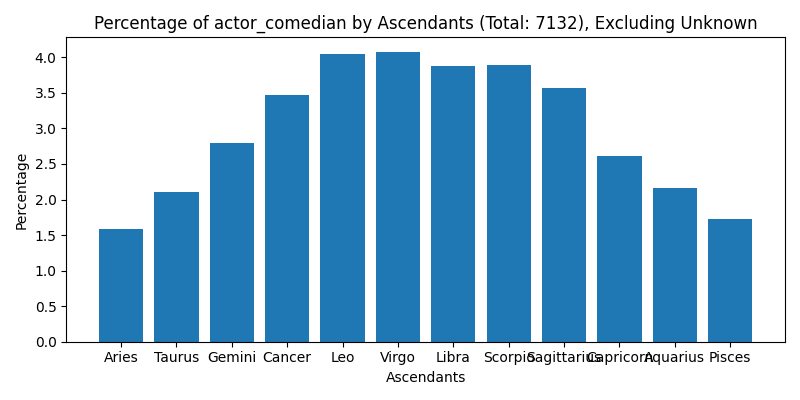 Percentage of actor_comedian by Ascendants (Total: 7132), Excluding Unknown
Percentage
4.0
3.5
3.0
2.5
2.0
1.5
1.0
0.5
0.0
Aries Taurus Gemini Cancer Leo Virgo Libra Scorpio Sagittarius Capricorn Aquarius Pisces
Ascendants